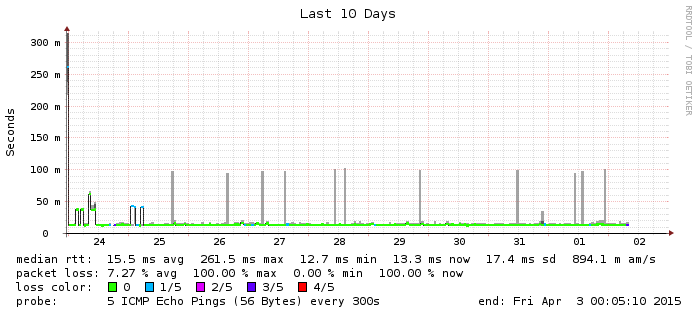 Last 10 Days
RRDTOOL / TOBI OETIKER
Seconds
300 m
250 m
200 m
150 m
100 m
50 m
0
24 25 26 27 28 29 30 31 01 02
median rtt: 15.5 ms avg 261.5 ms max 12.7 ms min 13.3 ms now 17.4 ms sd 894.1 m am/s
packet loss: 7.27 % avg 100.00 % max 0.00 % min 100.00 % now
loss color: 0 1/5 2/5 3/5 4/5
probe: 5 ICMP Echo Pings (56 Bytes) every 300s end: Fri Apr 3 00:05:10 2015